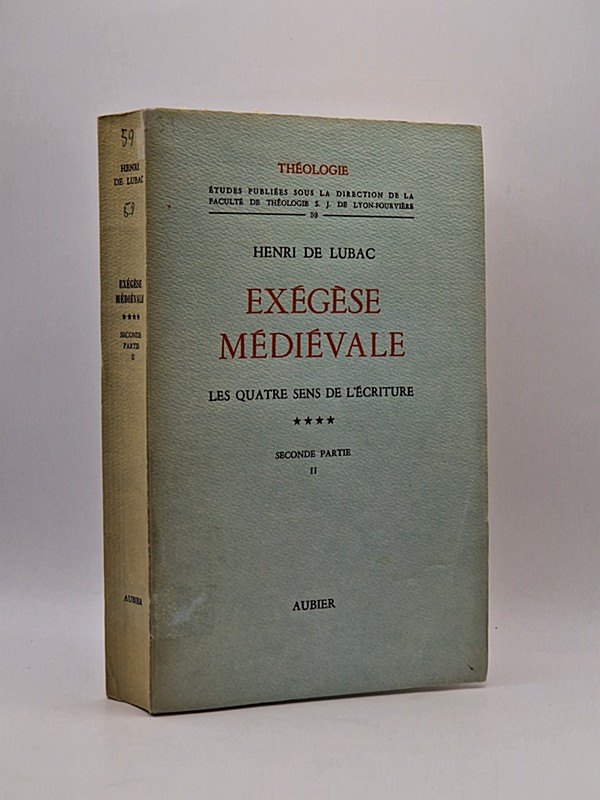 59
HENRI
DE LUBAC
59
EXÉGÈSE
MÉDIÉVALE
★★★★
SECONDE
PARTIE
II
AUBIER
THÉOLOGIE
ÉTUDES PUBLIÉES SOUS LA DIRECTION DE LA
FACULTÉ DE THÉOLOGIE S. J. DE LYON-FOURVIÈRE
59
HENRI DE LUBAC
EXÉGÈSE
MÉDIÉVALE
LES QUATRE SENS DE L'ÉCRITURE
★★★★
SECONDE PARTIE
II
AUBIER